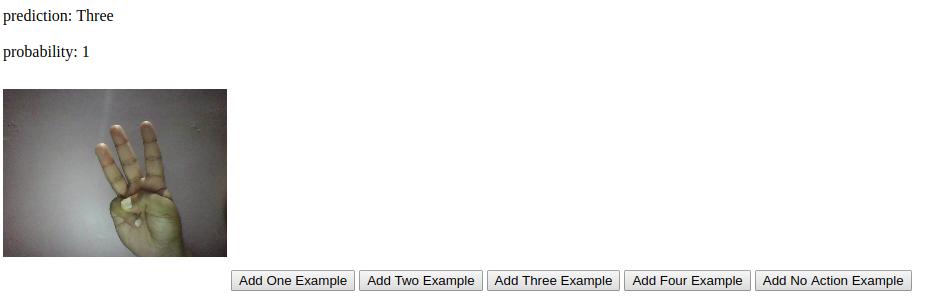 prediction: Three
probability: 1
Add One Example Add Two Example Add Three Example Add Four Example Add No Action Example